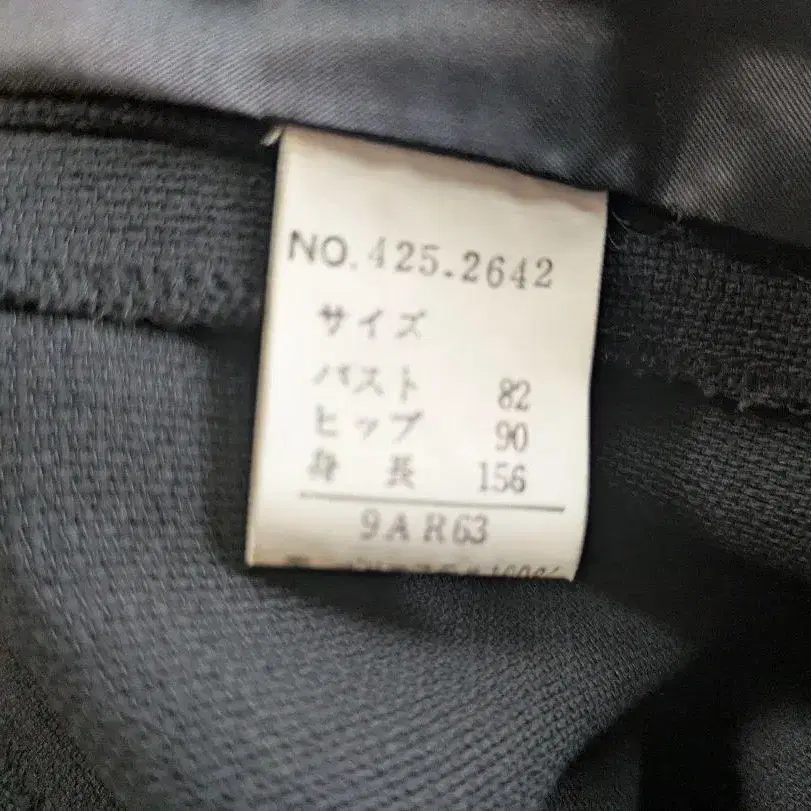 NO. 425.2642
サイズ
バスト 82
ヒップ 90
身長 156
9AR63